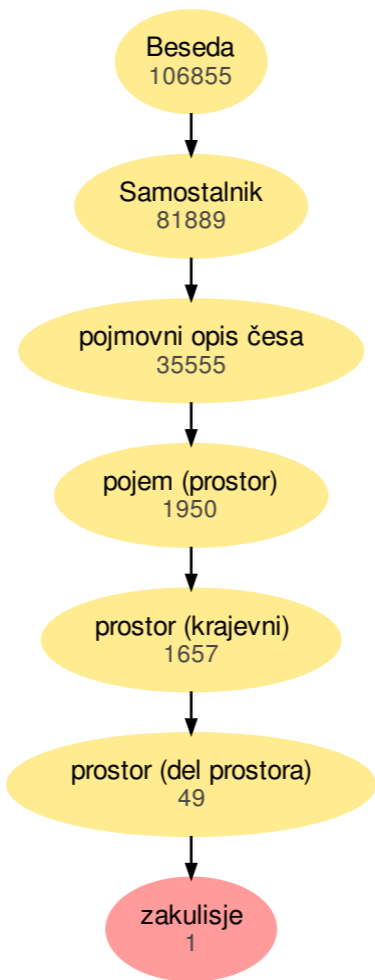 Beseda
106855
Samostalnik
81889
pojmovni opis česa
35555
pojem (prostor)
1950
prostor (krajevni)
1657
prostor (del prostora)
49
zakulisje
1